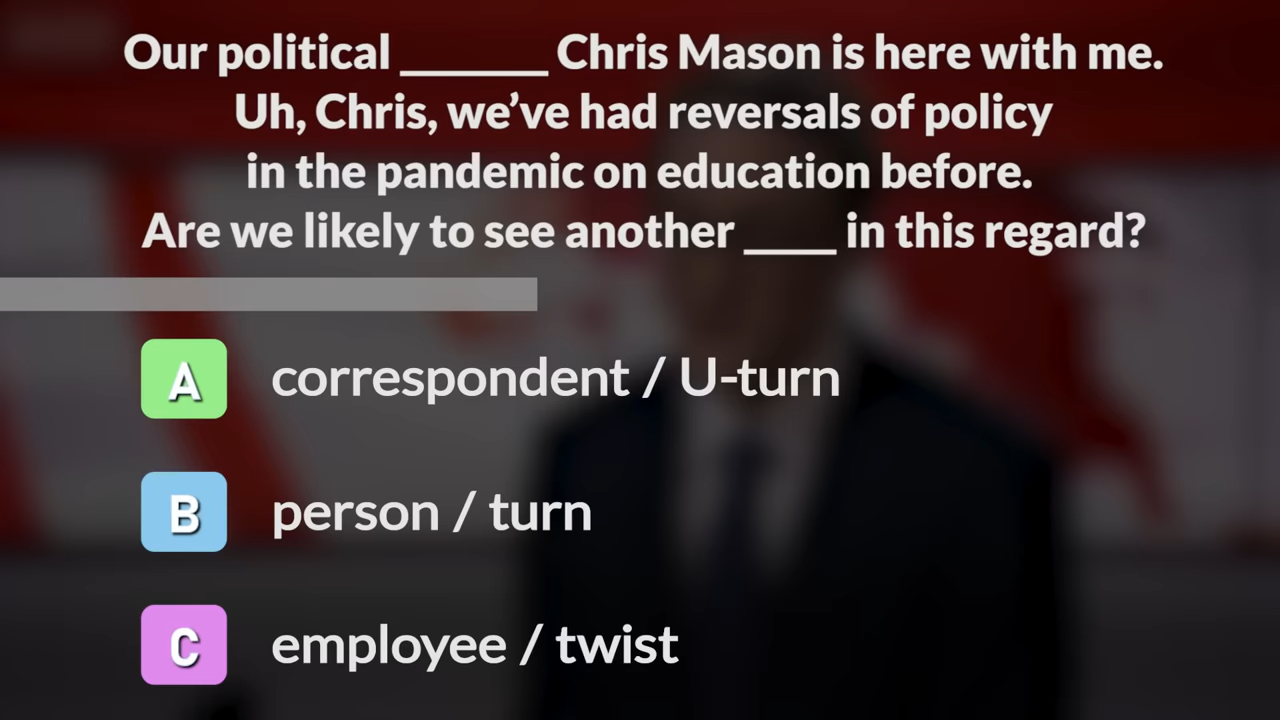 Our political _______ Chris Mason is here with me.
Uh, Chris, we’ve had reversals of policy
in the pandemic on education before.
Are we likely to see another ____ in this regard?
A correspondent / U-turn
B person / turn
C employee / twist